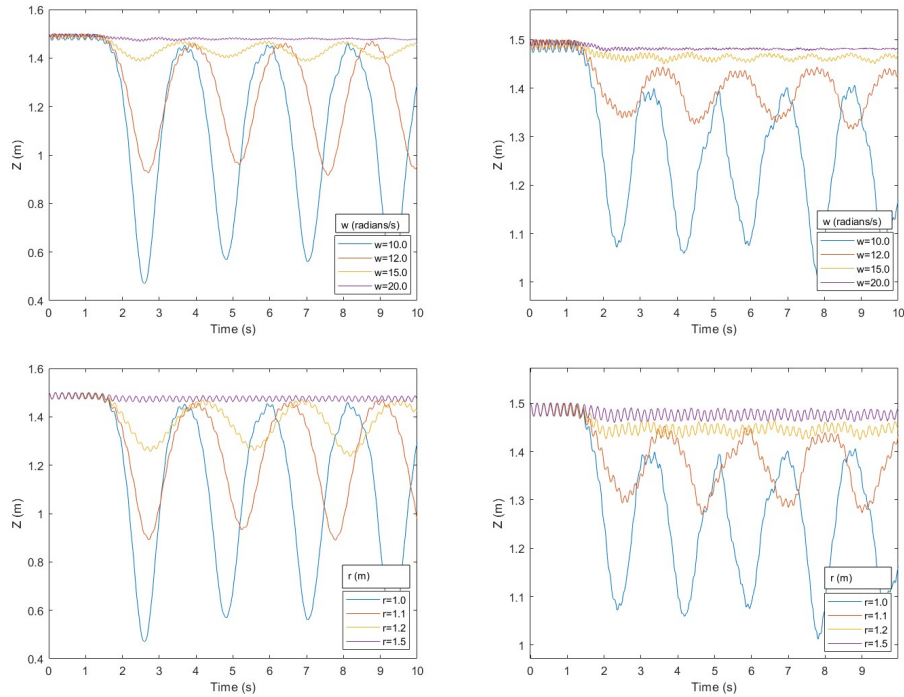 1.6
1.4
1.2
1
0.8
0.6
0.4
Z (m)
0 1 2 3 4 5 6 7 8 9 10
Time (s)
w (radians/s)
w=10.0
w=12.0
w=15.0
w=20.0
1.5
1.4
1.3
1.2
1.1
1
Z (m)
0 1 2 3 4 5 6 7 8 9 10
Time (s)
w (radians/s)
w=10.0
w=12.0
w=15.0
w=20.0
1.6
1.4
1.2
1
0.8
0.6
0.4
Z (m)
0 1 2 3 4 5 6 7 8 9 10
Time (s)
r (m)
r=1.0
r=1.1
r=1.2
r=1.5
1.5
1.4
1.3
1.2
1.1
1
Z (m)
0 1 2 3 4 5 6 7 8 9 10
Time (s)
r (m)
r=1.0
r=1.1
r=1.2
r=1.5